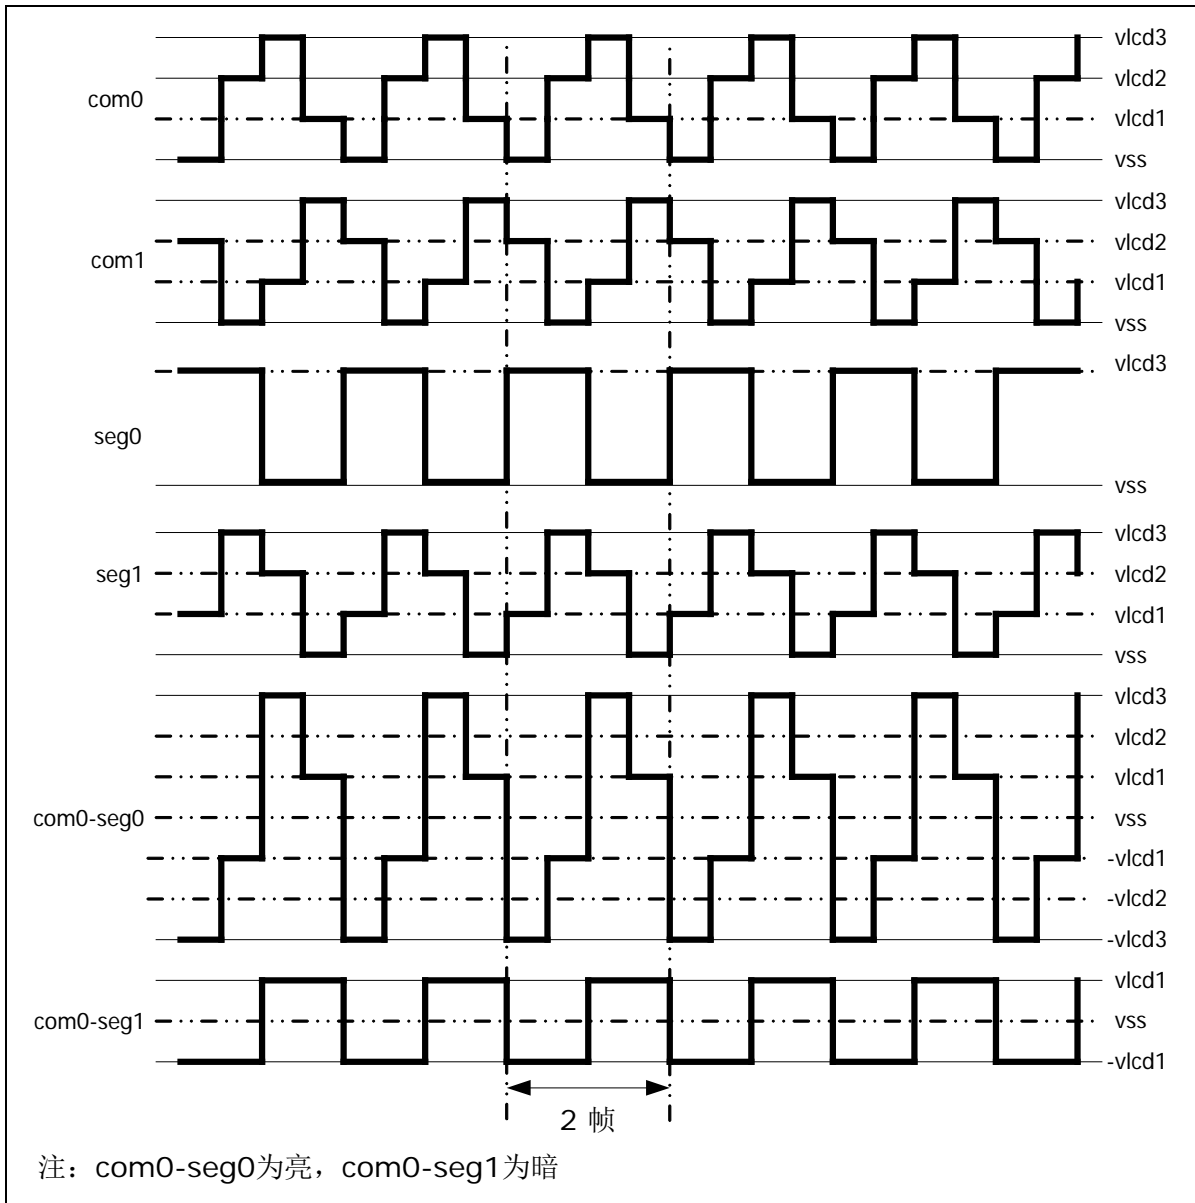 vlcd3
vlcd2
com0
vlcd1
vss
vlcd3
vlcd2
com1
vlcd1
vss
vlcd3
seg0
vss
vlcd3
seg1
vlcd2
vlcd1
vss
vlcd3
vlcd2
vlcd1
com0-seg0
vss
-vlcd1
-vlcd2
-vlcd3
vlcd1
com0-seg1
vss
-vlcd1
2 帧
注：com0-seg0为亮，com0-seg1为暗